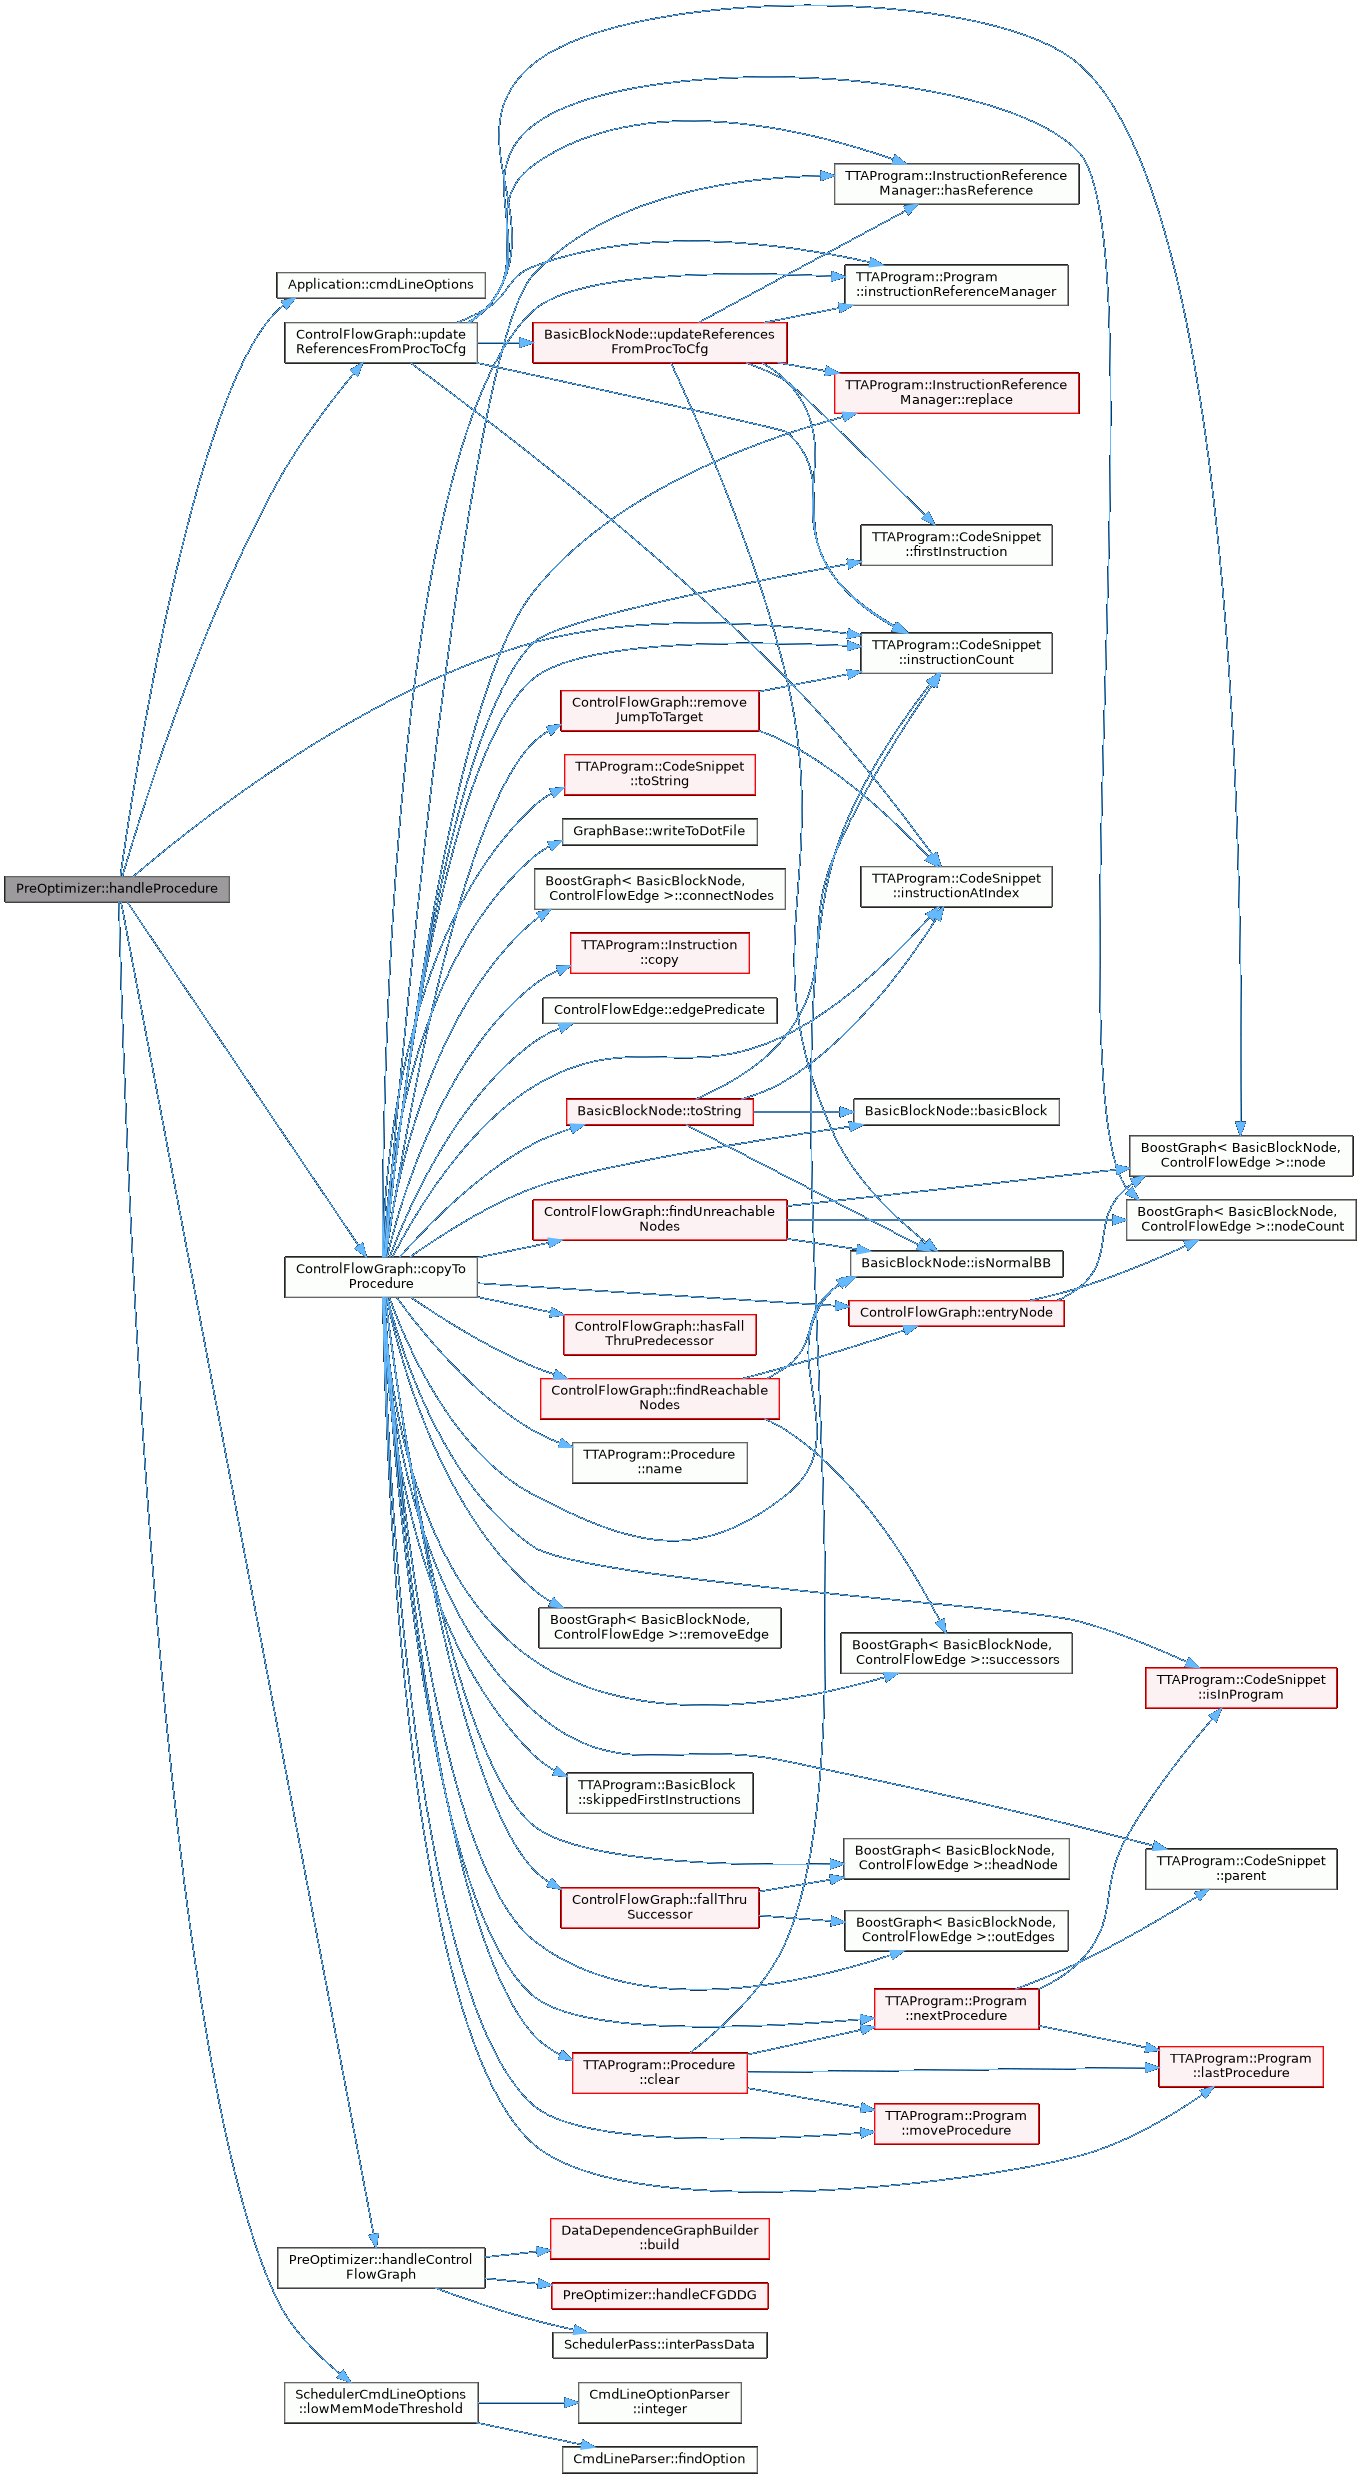 TTAProgram::InstructionReference
Manager::hasReference
Application::cmdLineOptions
TTAProgram::Program
::instructionReferenceManager
ControlFlowGraph::update
ReferencesFromProcToCfg
BasicBlockNode::updateReferences
FromProcToCfg
TTAProgram::InstructionReference
Manager::replace
TTAProgram::CodeSnippet
::firstInstruction
TTAProgram::CodeSnippet
::instructionCount
ControlFlowGraph::remove
JumpToTarget
TTAProgram::CodeSnippet
::toString
GraphBase::writeToDotFile
PreOptimizer::handleProcedure
BoostGraph< BasicBlockNode,
ControlFlowEdge >::connectNodes
TTAProgram::CodeSnippet
::instructionAtIndex
TTAProgram::Instruction
::copy
ControlFlowEdge::edgePredicate
BasicBlockNode::toString
BasicBlockNode::basicBlock
BoostGraph< BasicBlockNode,
ControlFlowEdge >::node
ControlFlowGraph::findUnreachable
Nodes
BoostGraph< BasicBlockNode,
ControlFlowEdge >::nodeCount
ControlFlowGraph::copyTo
Procedure
BasicBlockNode::isNormalBB
ControlFlowGraph::entryNode
ControlFlowGraph::hasFall
ThruPredecessor
ControlFlowGraph::findReachable
Nodes
TTAProgram::Procedure
::name
BoostGraph< BasicBlockNode,
ControlFlowEdge >::removeEdge
BoostGraph< BasicBlockNode,
ControlFlowEdge >::successors
TTAProgram::CodeSnippet
::isInProgram
TTAProgram::BasicBlock
::skippedFirstInstructions
BoostGraph< BasicBlockNode,
ControlFlowEdge >::headNode
TTAProgram::CodeSnippet
::parent
ControlFlowGraph::fallThru
Successor
BoostGraph< BasicBlockNode,
ControlFlowEdge >::outEdges
TTAProgram::Program
::nextProcedure
TTAProgram::Procedure
::clear
TTAProgram::Program
::lastProcedure
TTAProgram::Program
::moveProcedure
DataDependenceGraphBuilder
::build
PreOptimizer::handleControl
FlowGraph
PreOptimizer::handleCFGDDG
SchedulerPass::interPassData
SchedulerCmdLineOptions
::lowMemModeThreshold
CmdLineOptionParser
::integer
CmdLineParser::findOption